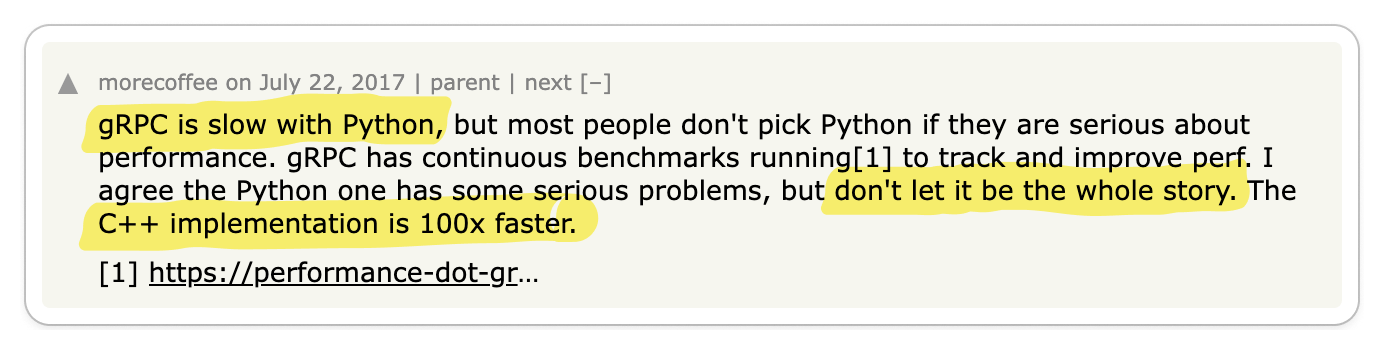 morecoffee on July 22, 2017 | parent | next [–]
gRPC is slow with Python, but most people don't pick Python if they are serious about
performance. gRPC has continuous benchmarks running[1] to track and improve perf. I
agree the Python one has some serious problems, but don't let it be the whole story. The
C++ implementation is 100x faster.
[1] https://performance-dot-gr...